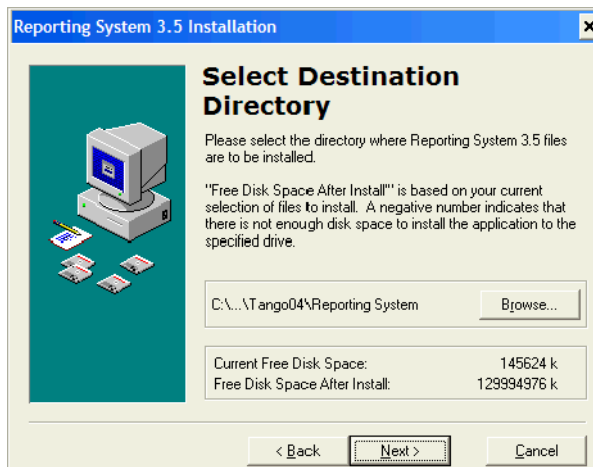 Reporting System 3.5 Installation
Select Destination
Directory
Please select the directory where Reporting System 3.5 files
are to be installed.
"Free Disk Space After Install"' is based on your current
selection of files to install. A negative number indicates that
there is not enough disk space to install the application to the
specified drive.
C:\...\Tango04\Reporting System
Browse...
Current Free Disk Space: 145624 k
Free Disk Space After Install: 129994976 k
< Back
Next >
Cancel